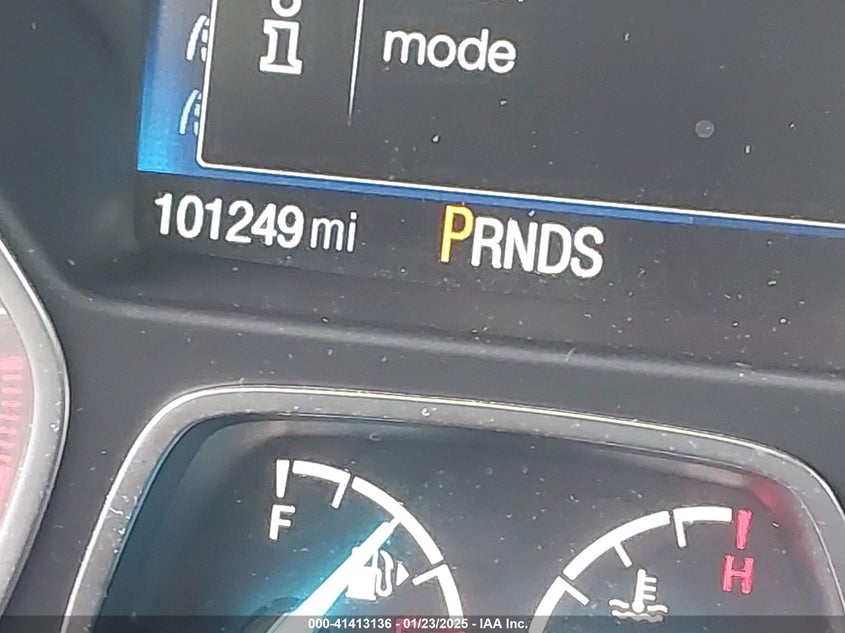 mode
101249 mi PRNDS
F
H
000-41413136 - 01/23/2025 - IAA Inc.